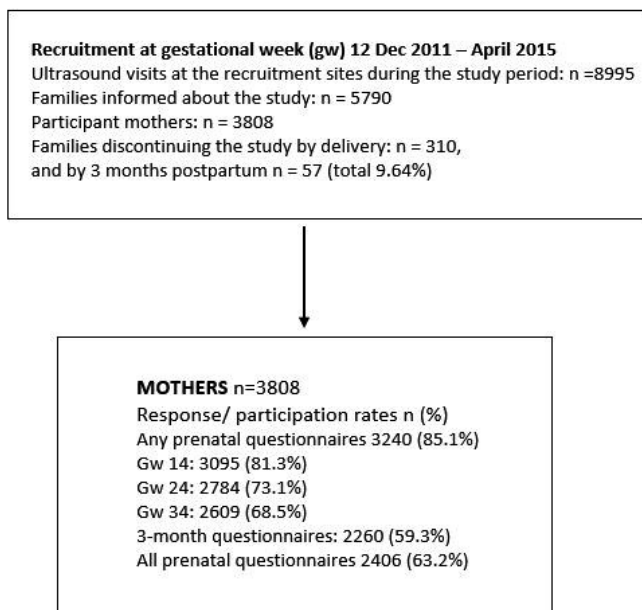 Recruitment at gestational week (gw) 12 Dec 2011 – April 2015
Ultrasound visits at the recruitment sites during the study period: n =8995
Families informed about the study: n = 5790
Participant mothers: n = 3808
Families discontinuing the study by delivery: n = 310,
and by 3 months postpartum n = 57 (total 9.64%)
MOTHERS n=3808
Response/ participation rates n (%)
Any prenatal questionnaires 3240 (85.1%)
Gw 14: 3095 (81.3%)
Gw 24: 2784 (73.1%)
Gw 34: 2609 (68.5%)
3-month questionnaires: 2260 (59.3%)
All prenatal questionnaires 2406 (63.2%)